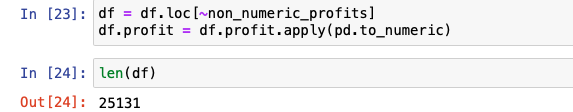 In [23]: df = df.loc[~non_numeric_profits]
df.profit = df.profit.apply(pd.to_numeric)
In [24]: len(df)
Out[24]: 25131